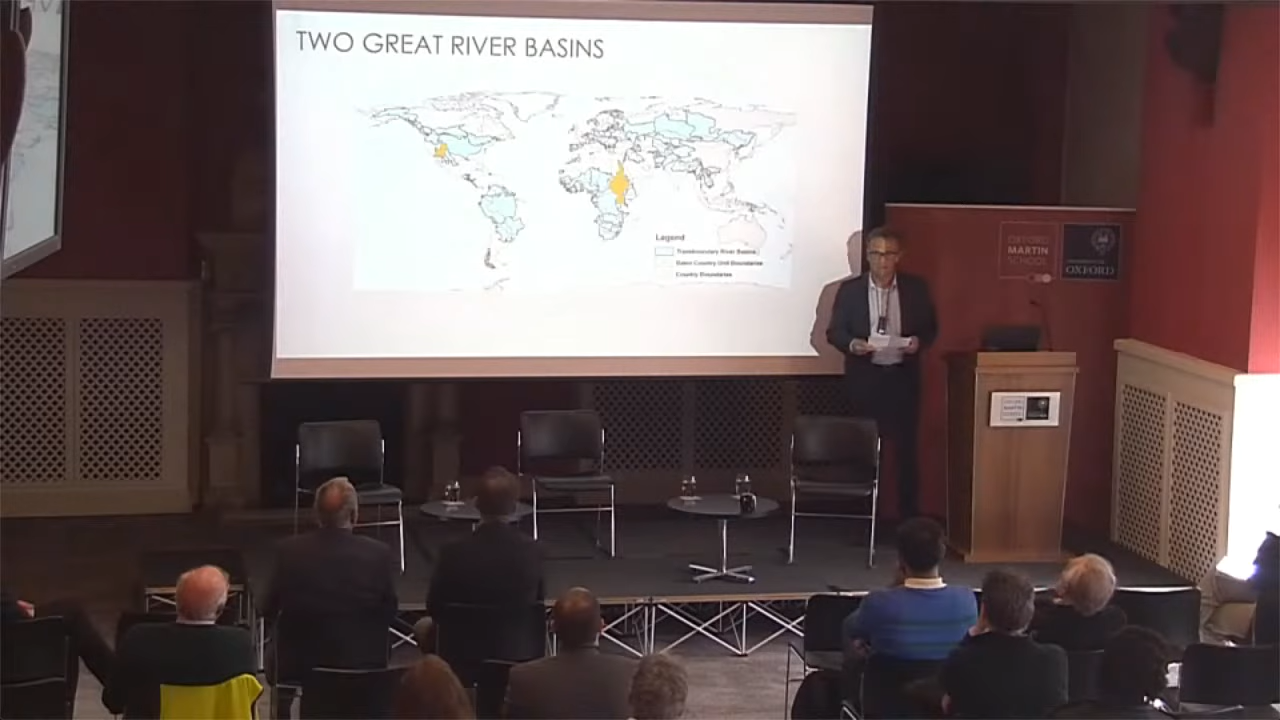 TWO GREAT RIVER BASINS
Legend
Transboundary River Basins
Basin Country Unit Boundaries
Country Boundaries
OXFORD
MARTIN
SCHOOL
OXFORD